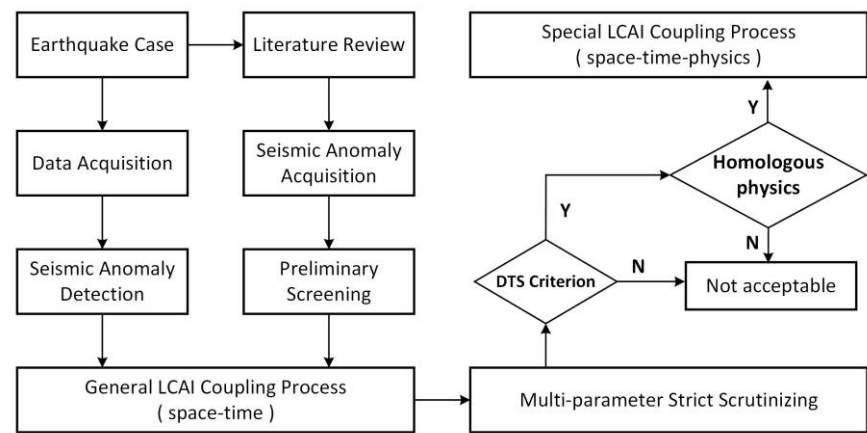 Earthquake Case
Literature Review
Data Acquisition
Seismic Anomaly
Acquisition
Seismic Anomaly
Detection
Preliminary
Screening
General LCAI Coupling Process
( space-time )
Multi-parameter Strict Scrutinizing
DTS Criterion
Y
N
Not acceptable
Homologous
physics
Y
N
Special LCAI Coupling Process
( space-time-physics )